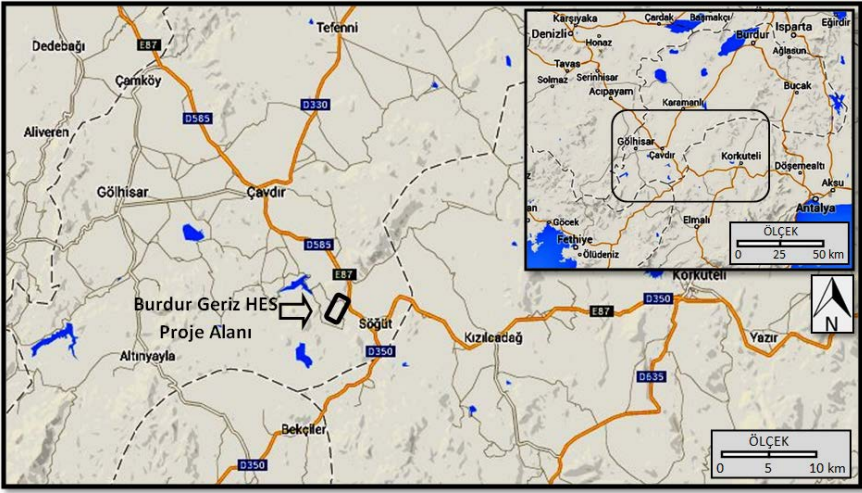 Dedebağı
E87
Tefenni
Çamköy
D585
D330
Aliveren
Gölhisar
Çavdır
D585
E87
Burdur Geriz HES
Proje Alanı
Söğüt
Altınyayla
D350
Kızılcadağ
E87
D350
Korkuteli
Yazır
D635
Bekçiler
D350
N
ÖLÇEK
0 5 10 km
Karşıyaka
Çardak
Başmakçı
Isparta
Eğirdir
Denizli
Honaz
Burdur
Ağlasun
Tavas
Solmaz
Serinhisar
Acıpayam
Bucak
Karamanlı
Gölhisar
Çavdır
Korkuteli
Döşemealtı
Aksu
Antalya
Elmalı
an
Göcek
Fethiye
Ölüdeniz
ÖLÇEK
0 25 50 km